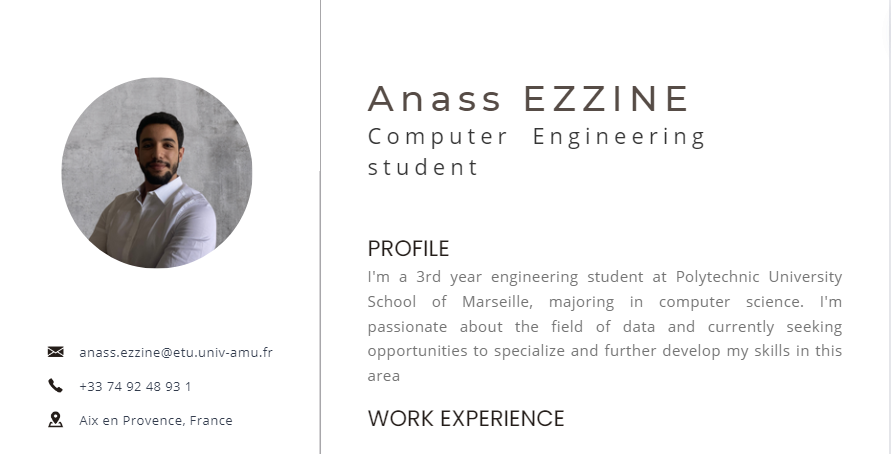 Anass EZZINE
Computer Engineering
student
PROFILE
I'm a 3rd year engineering student at Polytechnic University
School of Marseille, majoring in computer science. I'm
passionate about the field of data and currently seeking
opportunities to specialize and further develop my skills in this
area
WORK EXPERIENCE
anass.ezzine@etu.univ-amu.fr
+33 74 92 48 93 1
Aix en Provence, France